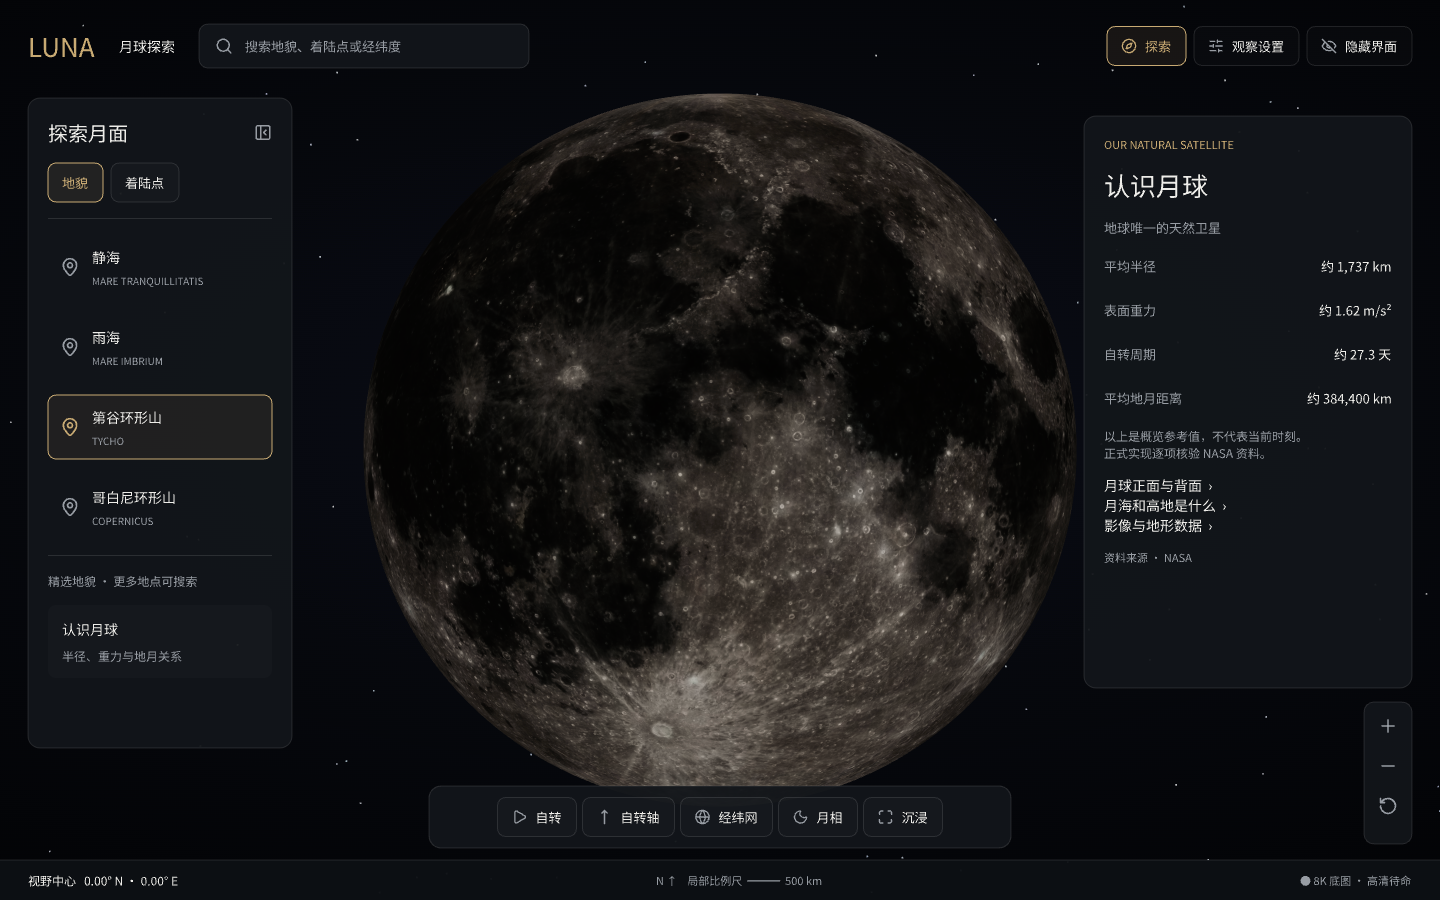 LUNA
月球探索
搜索地貌、着陆点或经纬度
探索
观察设置
隐藏界面
探索月面
地貌
着陆点
静海
MARE TRANQUILLITATIS
雨海
MARE IMBRIUM
第谷环形山
TYCHO
哥白尼环形山
COPERNICUS
精选地貌 · 更多地点可搜索
认识月球
半径、重力与地月关系
OUR NATURAL SATELLITE
认识月球
地球唯一的天然卫星
平均半径 约 1,737 km
表面重力 约 1.62 m/s²
自转周期 约 27.3 天
平均地月距离 约 384,400 km
以上是概览参考值，不代表当前时刻。
正式实现逐项核验 NASA 资料。
月球正面与背面 ›
月海和高地是什么 ›
影像与地形数据 ›
资料来源 · NASA
自转
自转轴
经纬网
月相
沉浸
视野中心 0.00° N · 0.00° E
N ↑ 局部比例尺 500 km
8K 底图 · 高清待命